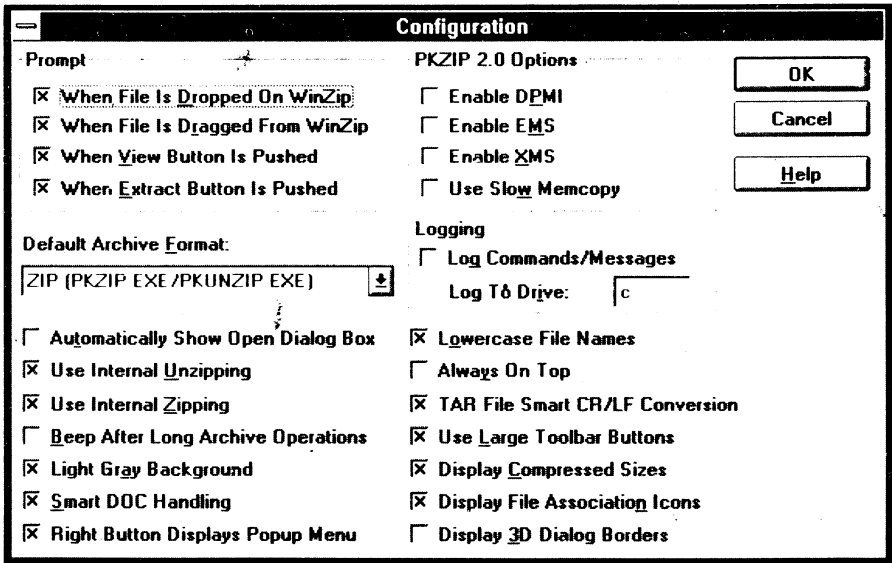 Configuration
Prompt
When File Is Dropped On WinZip
When File Is Dragged From WinZip
When View Button Is Pushed
When Extract Button Is Pushed
PKZIP 2.0 Options
Enable DPMI
Enable EMS
Enable XMS
Use Slow Memcopy
OK
Cancel
Help
Default Archive Format:
ZIP (PKZIP EXE/PKUNZIP EXE)
Logging
Log Commands/Messages
Log To Drive: c
Automatically Show Open Dialog Box
Use Internal Unzipping
Use Internal Zipping
Beep After Long Archive Operations
Light Gray Background
Smart DOC Handling
Right Button Displays Popup Menu
Lowercase File Names
Always On Top
TAR File Smart CR/LF Conversion
Use Large Toolbar Buttons
Display Compressed Sizes
Display File Association Icons
Display 3D Dialog Borders